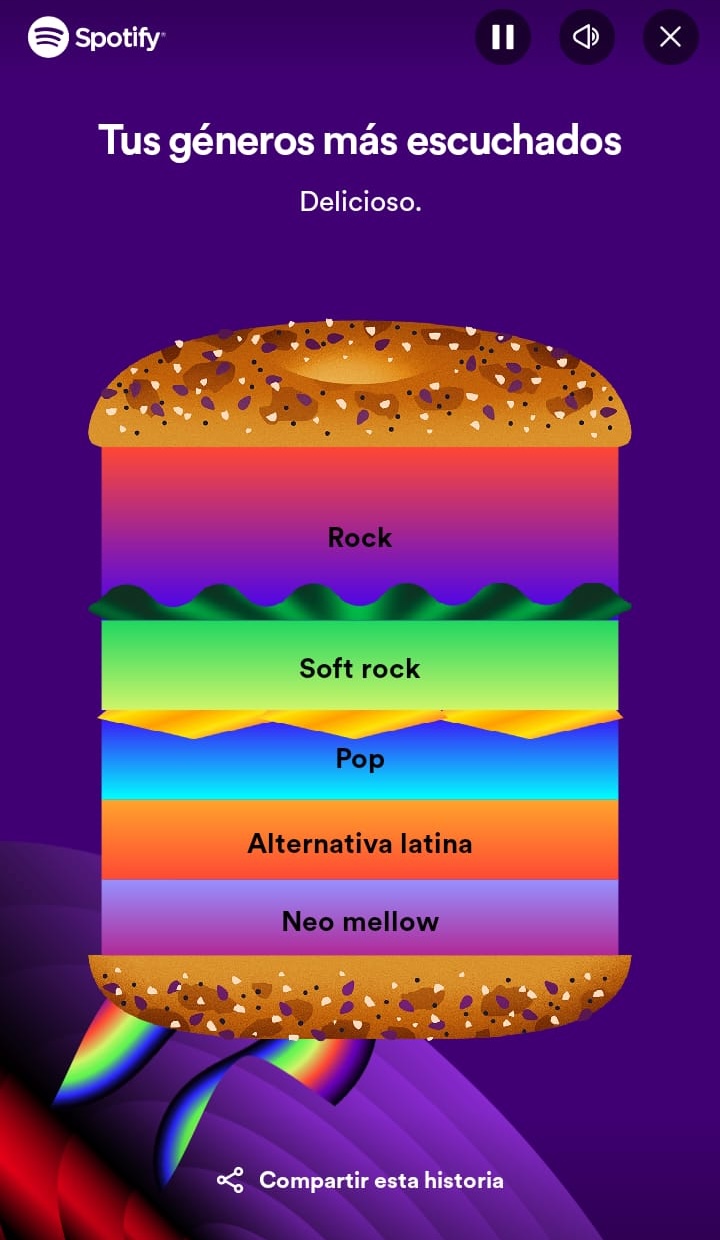 Spotify
Tus géneros más escuchados
Delicioso.
Rock
Soft rock
Pop
Alternativa latina
Neo mellow
Compartir esta historia